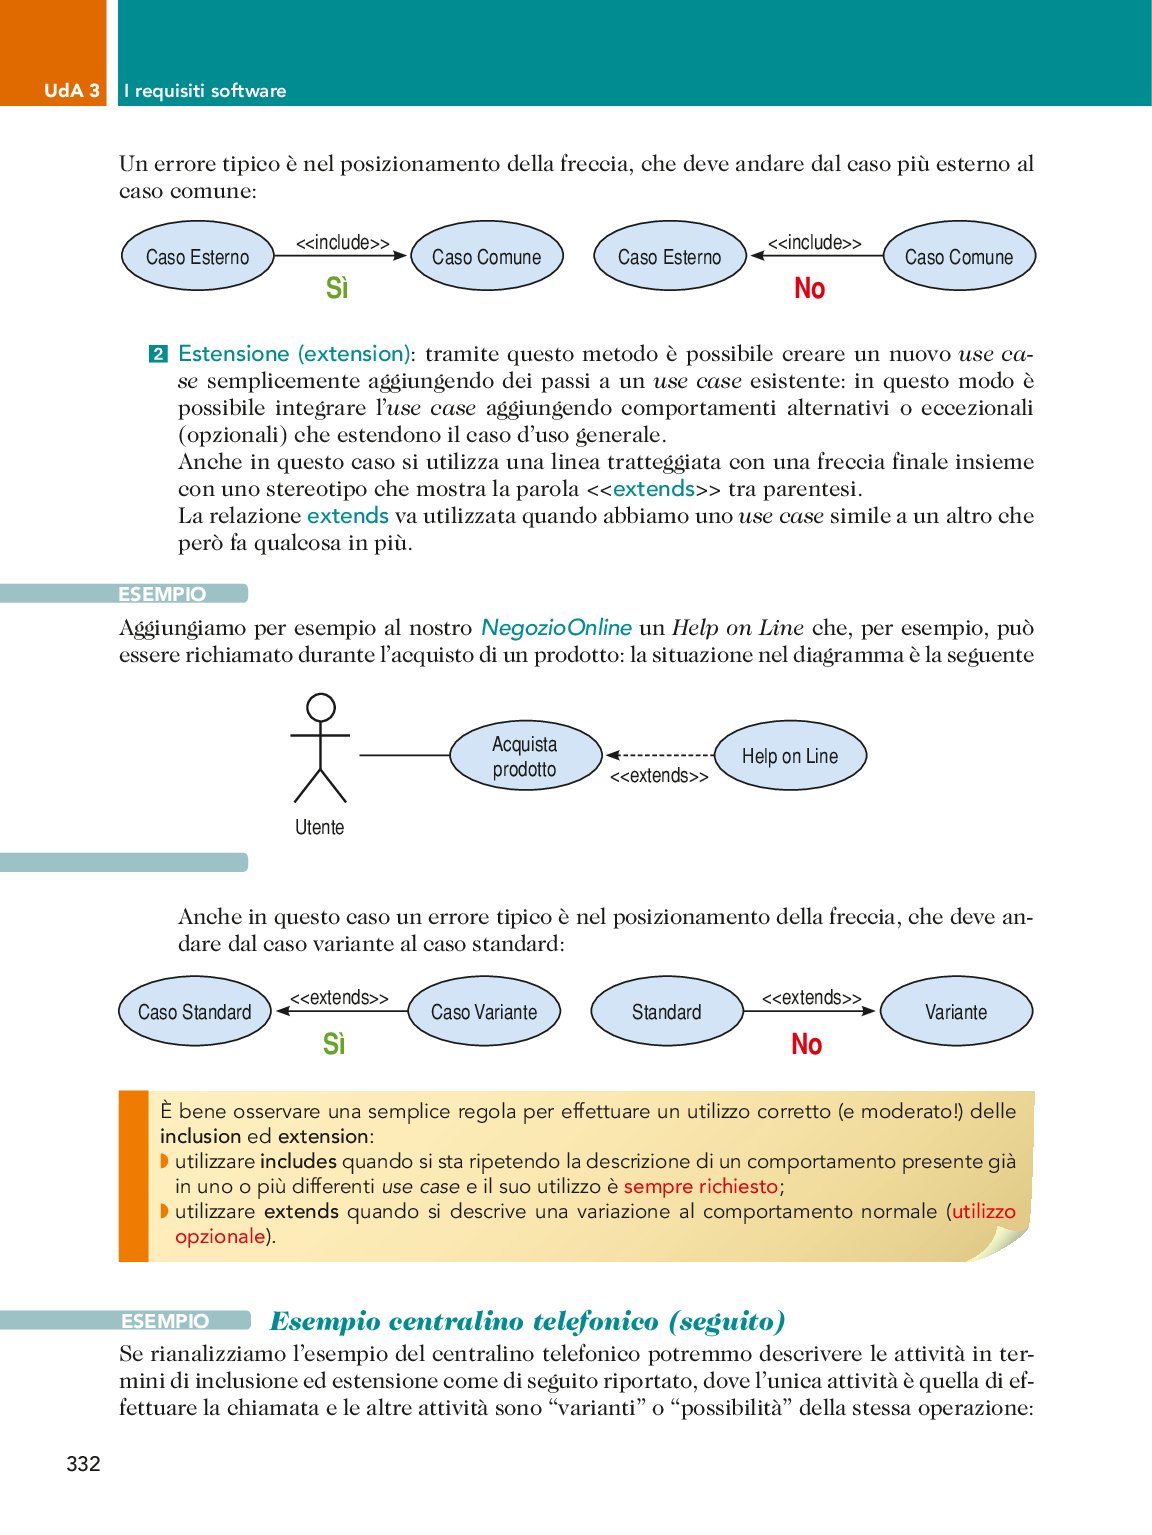 UdA 3 I requisiti software
Un errore tipico è nel posizionamento della freccia, che deve andare dal caso più esterno al
caso comune:
Caso Esterno <<include>> Caso Comune Caso Esterno <<include>> Caso Comune
Sì No
2 Estensione (extension): tramite questo metodo è possibile creare un nuovo use ca-
se semplicemente aggiungendo dei passi a un use case esistente: in questo modo è
possibile integrare l’use case aggiungendo comportamenti alternativi o eccezionali
(opzionali) che estendono il caso d’uso generale.
Anche in questo caso si utilizza una linea tratteggiata con una freccia finale insieme
con uno stereotipo che mostra la parola <<extends>> tra parentesi.
La relazione extends va utilizzata quando abbiamo uno use case simile a un altro che
però fa qualcosa in più.
ESEMPIO
Aggiungiamo per esempio al nostro NegozioOnline un Help on Line che, per esempio, può
essere richiamato durante l’acquisto di un prodotto: la situazione nel diagramma è la seguente
Acquista
prodotto
<<extends>>
Help on Line
Utente
Anche in questo caso un errore tipico è nel posizionamento della freccia, che deve an-
dare dal caso variante al caso standard:
Caso Standard <<extends>> Caso Variante Standard <<extends>> Variante
Sì No
È bene osservare una semplice regola per effettuare un utilizzo corretto (e moderato!) delle
inclusion ed extension:
utilizzare includes quando si sta ripetendo la descrizione di un comportamento presente già
in uno o più differenti use case e il suo utilizzo è sempre richiesto;
utilizzare extends quando si descrive una variazione al comportamento normale (utilizzo
opzionale).
ESEMPIO Esempio centralino telefonico (seguito)
Se rianalizziamo l’esempio del centralino telefonico potremmo descrivere le attività in ter-
mini di inclusione ed estensione come di seguito riportato, dove l’unica attività è quella di ef-
fettuare la chiamata e le altre attività sono “varianti” o “possibilità” della stessa operazione:
332